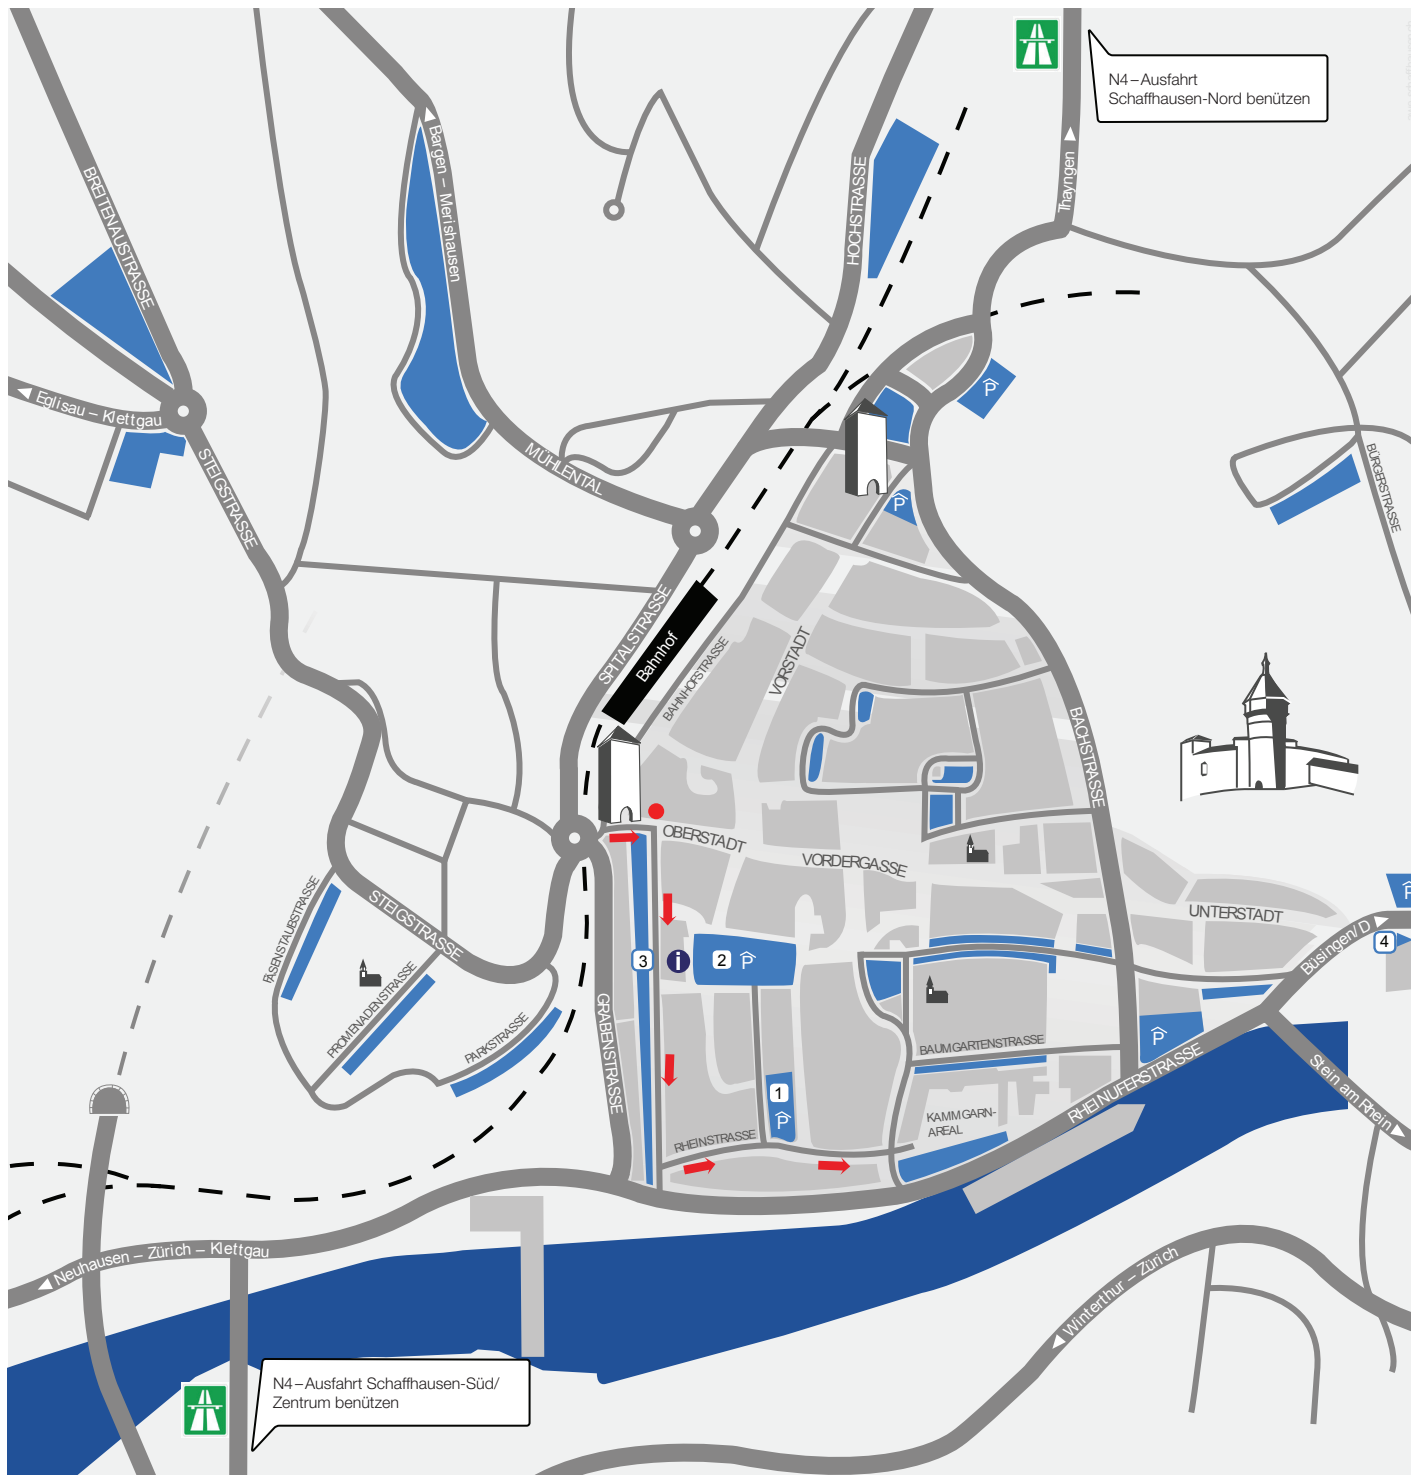 N4–Ausfahrt
Schaffhausen-Nord benützen
BREITENAUSTRASSE
Bargen – Merishausen
HOCHSTRASSE
Thayngen
P
Eglisau – Klettgau
STEIGSTRASSE
MÜHLENTAL
P
BÜRGERSTRASSE
SPITALSTRASSE
Bahnhof
BAHNHOFSTRASSE
VORSTADT
BACHSTRASSE
OBERSTADT
VORDERGASSE
UNTERSTADT
P
Büsingen/D
4
FÄSENSTAUBSTRASSE
STEIGSTRASSE
PROMENADENSTRASSE
PARKSTRASSE
GRABENSTRASSE
3
i
2 P
1
P
BAUMGARTENSTRASSE
P
KAMMGARN-
AREAL
RHEINSTRASSE
RHEINUFERSTRASSE
Stein am Rhein
Neuhausen – Zürich – Klettgau
Winterthur – Zürich
N4–Ausfahrt Schaffhausen-Süd/
Zentrum benützen